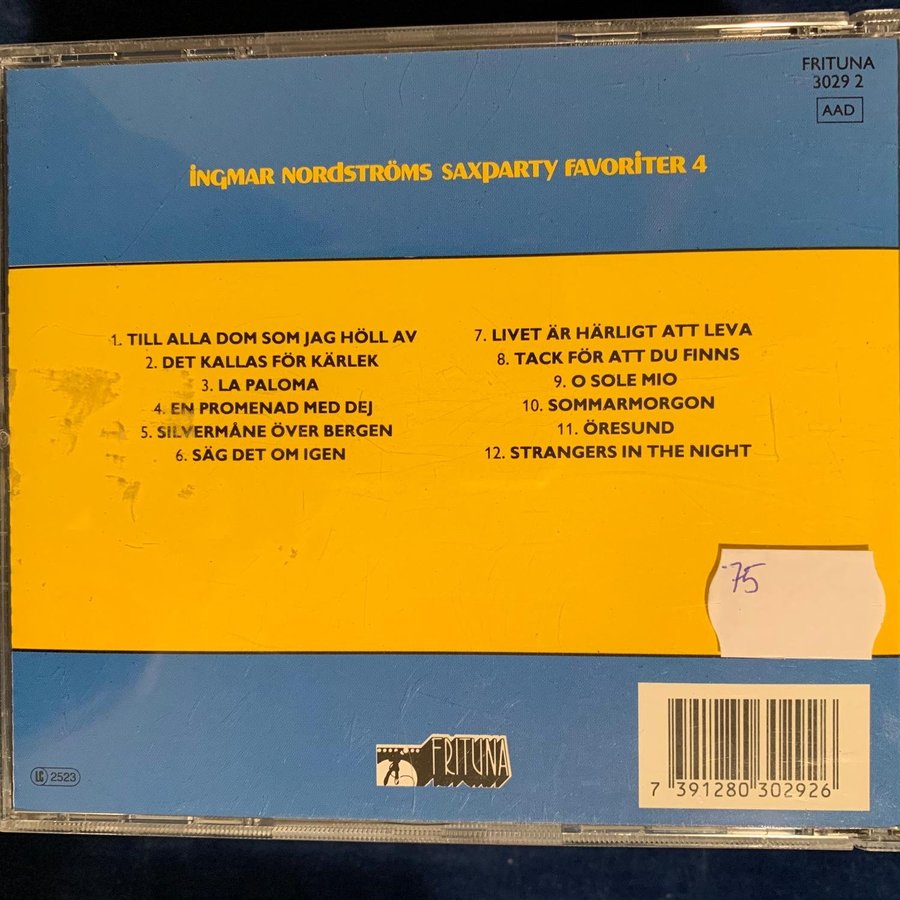 FRITUNA
3029 2
AAD
iNGMAR NORdSTRÖMS SAXPARTY FAVORiTER 4
1. TILL ALLA DOM SOM JAG HÖLL AV
2. DET KALLAS FÖR KÄRLEK
3. LA PALOMA
4. EN PROMENAD MED DEJ
5. SILVERMÅNE ÖVER BERGEN
6. SÄG DET OM IGEN
7. LIVET ÄR HÄRLIGT ATT LEVA
8. TACK FÖR ATT DU FINNS
9. O SOLE MIO
10. SOMMARMORGON
11. ÖRESUND
12. STRANGERS IN THE NIGHT
75
LC 2523
FRITUNA
7 391280 302926